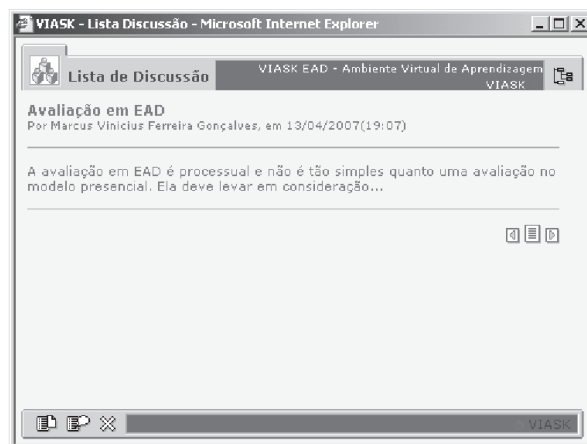 VIASK - Lista Discussão - Microsoft Internet Explorer
Lista de Discussão
VIASK EAD - Ambiente Virtual de Aprendizagem
VIASK
Avaliação em EAD
Por Marcus Vinicius Ferreira Gonçalves, em 13/04/2007(19:07)
A avaliação em EAD é processual e não é tão simples quanto uma avaliação no
modelo presencial. Ela deve levar em consideração...
VIASK